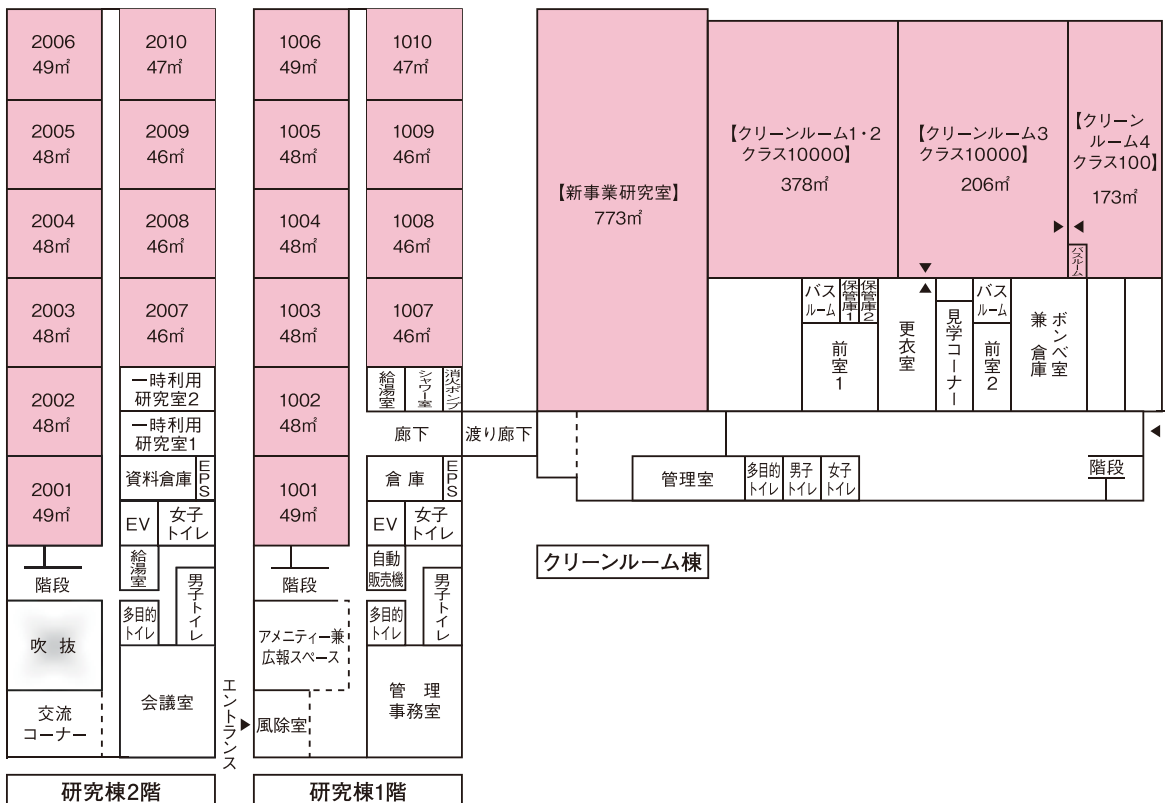 2006
49㎡
2005
48㎡
2004
48㎡
2003
48㎡
2002
48㎡
2001
49㎡
階段
吹 抜
交流
コーナー
2010
47㎡
2009
46㎡
2008
46㎡
2007
46㎡
一時利用
研究室2
一時利用
研究室1
資料倉庫
EPS
EV
女子
トイレ
給湯室
男子トイレ
多目的
トイレ
会議室
研究棟2階
エントランス
1006
49㎡
1005
48㎡
1004
48㎡
1003
48㎡
1002
48㎡
1001
49㎡
階段
アメニティー兼
広報スペース
風除室
1010
47㎡
1009
46㎡
1008
46㎡
1007
46㎡
給湯室
シャワー室
消火ポンプ
廊下
渡り廊下
倉庫
EPS
EV
女子
トイレ
自動
販売機
男子トイレ
多目的
トイレ
管 理
事務室
研究棟1階
【新事業研究室】
773㎡
【クリーンルーム1・2
クラス10000】
378㎡
【クリーンルーム3
クラス10000】
206㎡
【クリーン
ルーム4
クラス100】
173㎡
パスルーム
パス
ルーム
保管庫1
保管庫2
前室1
更衣室
見学コーナー
パス
ルーム
前室2
ボンベ室
兼 倉庫
管理室
多目的
トイレ
男子
トイレ
女子
トイレ
階段
クリーンルーム棟